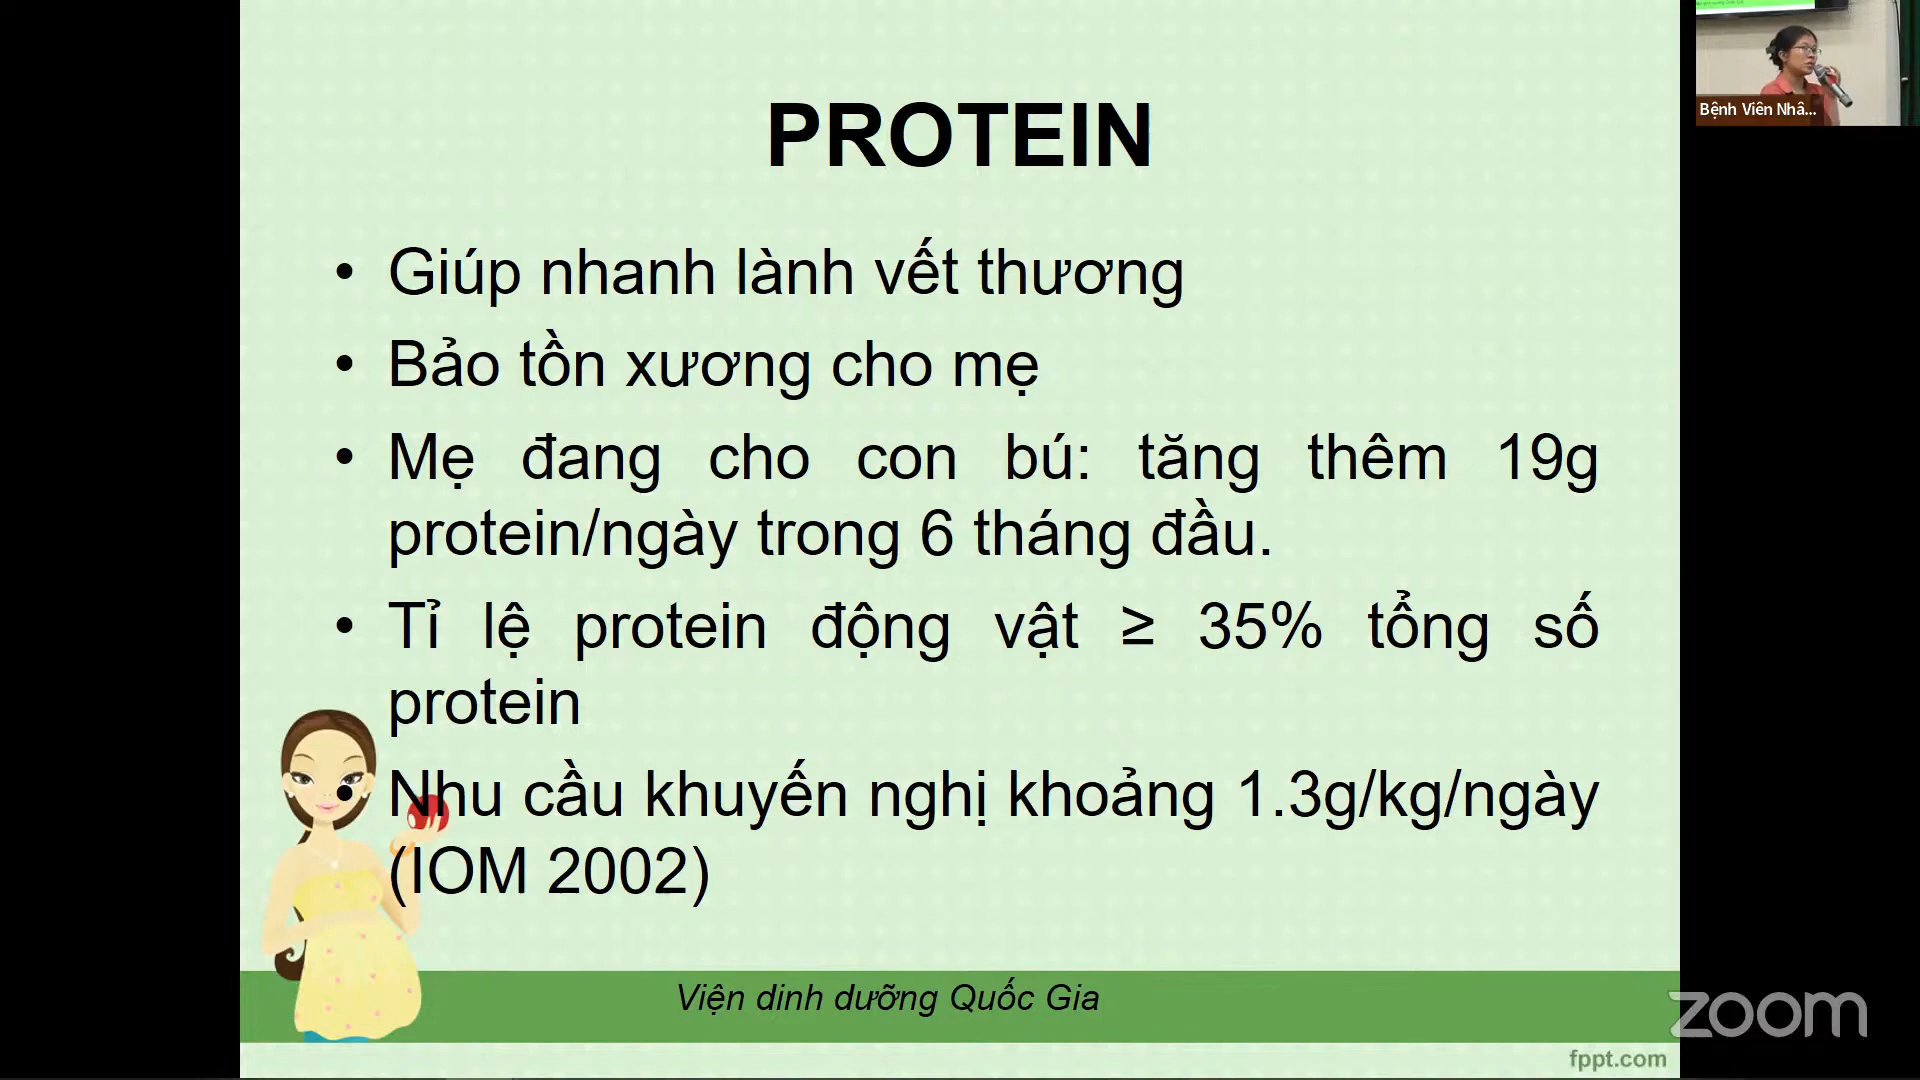 PROTEIN
• Giúp nhanh lành vết thương
• Bảo tồn xương cho mẹ
• Mẹ đang cho con bú: tăng thêm 19g
protein/ngày trong 6 tháng đầu.
• Tỉ lệ protein động vật ≥ 35% tổng số
protein
• Nhu cầu khuyến nghị khoảng 1.3g/kg/ngày
(IOM 2002)
Viện dinh dưỡng Quốc Gia
fppt.com
zoom
Bệnh Viên Nhâ...